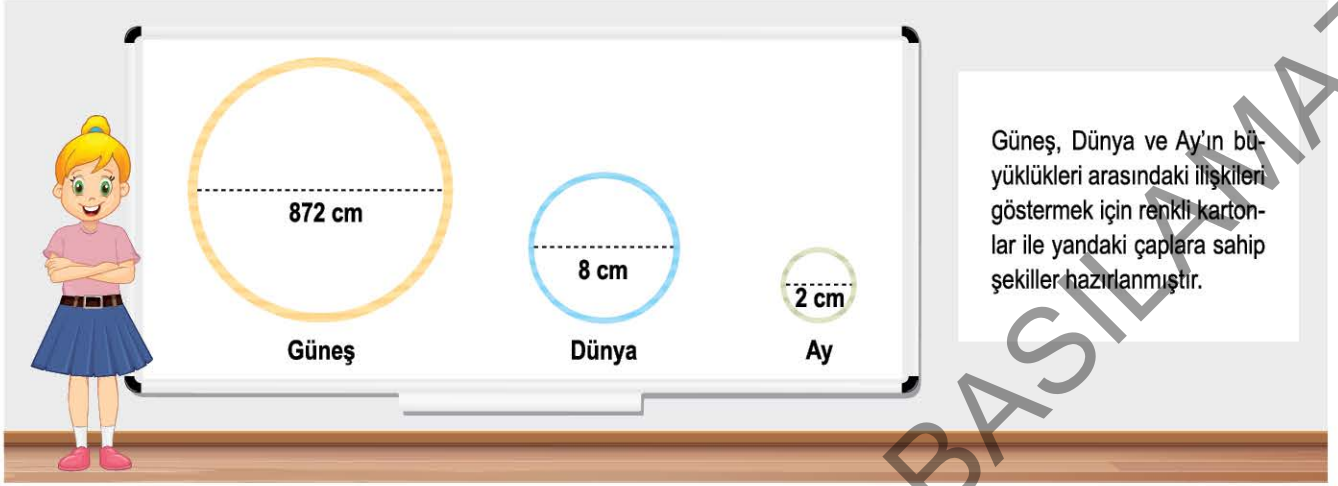 872 cm
Güneş
8 cm
Dünya
2 cm
Ay
Güneş, Dünya ve Ay'ın bü-
yüklükleri arasındaki ilişkileri
göstermek için renkli karton-
lar ile yandaki çaplara sahip
şekiller hazırlanmıştır.